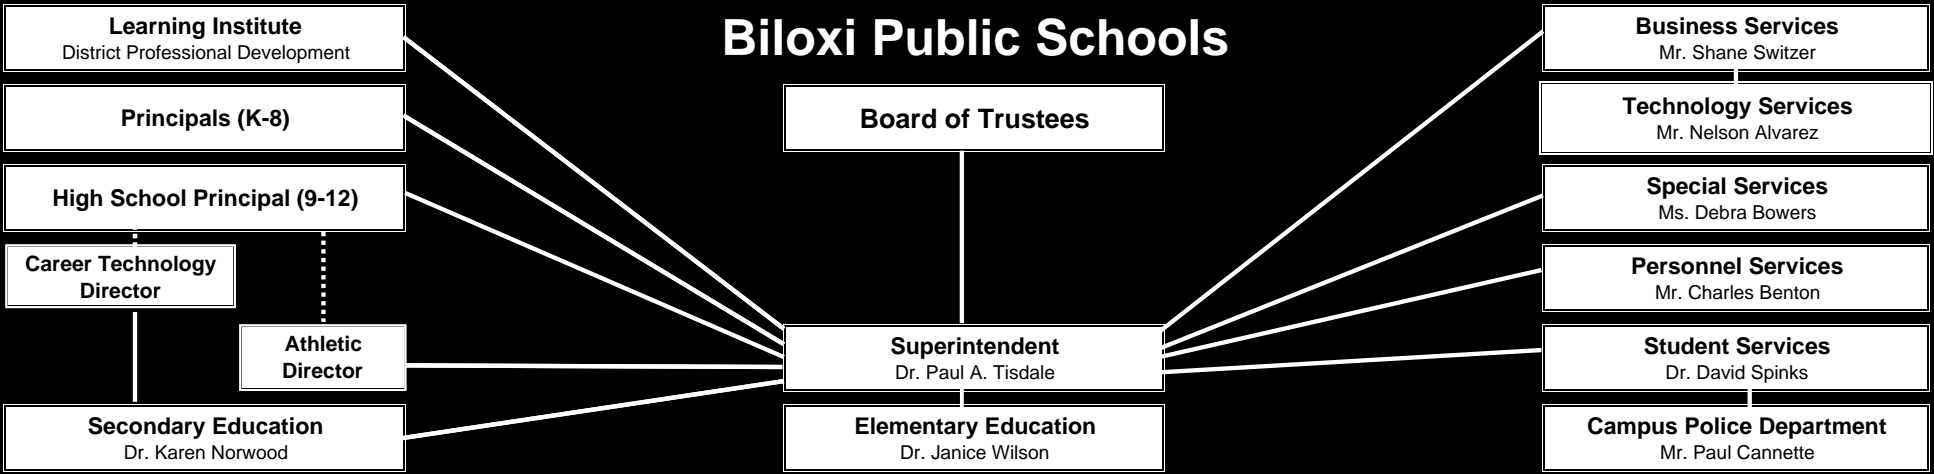 Biloxi Public Schools
Learning Institute
District Professional Development
Principals (K-8)
High School Principal (9-12)
Career Technology
Director
Athletic
Director
Secondary Education
Dr. Karen Norwood
Board of Trustees
Superintendent
Dr. Paul A. Tisdale
Elementary Education
Dr. Janice Wilson
Business Services
Mr. Shane Switzer
Technology Services
Mr. Nelson Alvarez
Special Services
Ms. Debra Bowers
Personnel Services
Mr. Charles Benton
Student Services
Dr. David Spinks
Campus Police Department
Mr. Paul Cannette